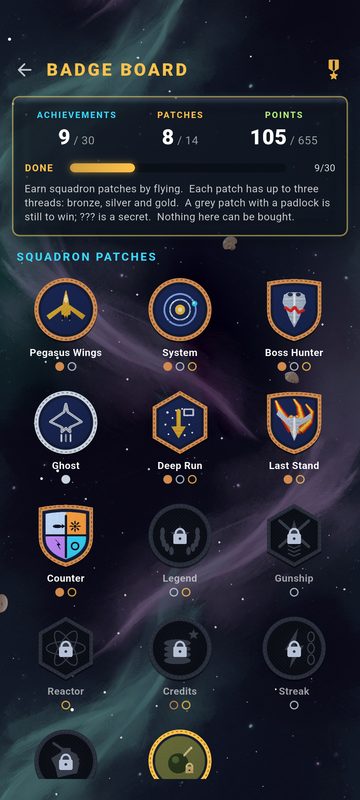 BADGE BOARD
ACHIEVEMENTS PATCHES POINTS
9 / 30 8 / 14 105 / 655
DONE 9/30
Earn squadron patches by flying. Each patch has up to three
threads: bronze, silver and gold. A grey patch with a padlock is
still to win; ??? is a secret. Nothing here can be bought.
SQUADRON PATCHES
Pegasus Wings System Boss Hunter
Ghost Deep Run Last Stand
Counter Legend Gunship
Reactor Credits Streak